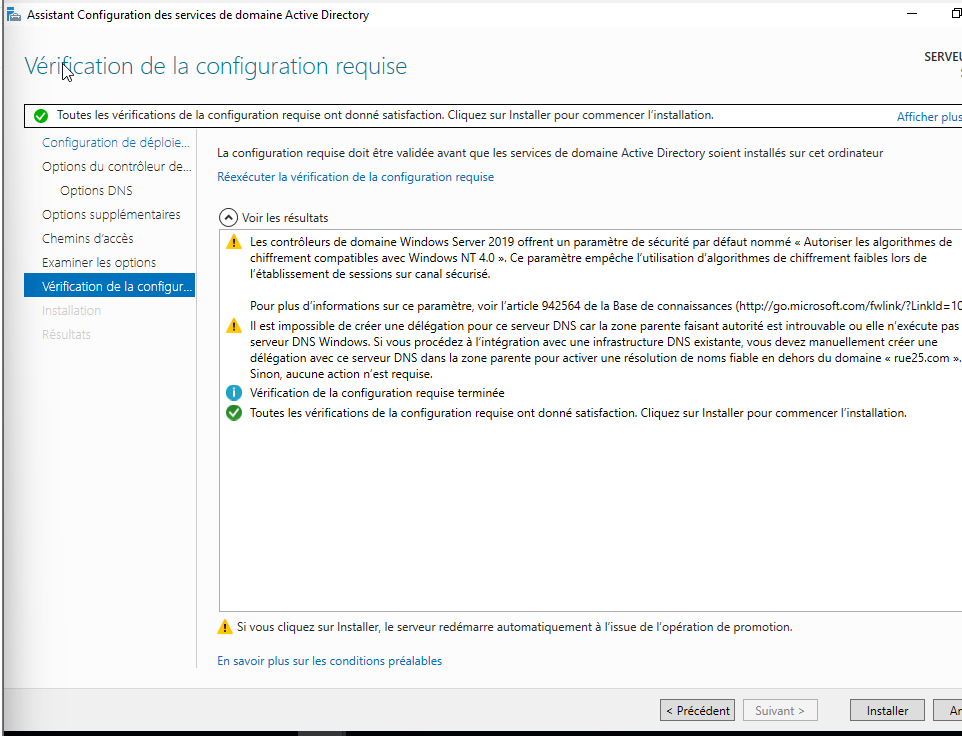 Assistant Configuration des services de domaine Active Directory
Vérification de la configuration requise
Toutes les vérifications de la configuration requise ont donné satisfaction. Cliquez sur Installer pour commencer l'installation.
Afficher plus
Configuration de déploie...
Options du contrôleur de...
Options DNS
Options supplémentaires
Chemins d'accès
Examiner les options
Vérification de la configur...
Installation
Résultats
La configuration requise doit être validée avant que les services de domaine Active Directory soient installés sur cet ordinateur
Réexécuter la vérification de la configuration requise
Voir les résultats
Les contrôleurs de domaine Windows Server 2019 offrent un paramètre de sécurité par défaut nommé « Autoriser les algorithmes de
chiffrement compatibles avec Windows NT 4.0 ». Ce paramètre empêche l'utilisation d'algorithmes de chiffrement faibles lors de
l'établissement de sessions sur canal sécurisé.
Pour plus d'informations sur ce paramètre, voir l'article 942564 de la Base de connaissances (http://go.microsoft.com/fwlink/?LinkId=10
Il est impossible de créer une délégation pour ce serveur DNS car la zone parente faisant autorité est introuvable ou elle n'exécute pas
serveur DNS Windows. Si vous procédez à l'intégration avec une infrastructure DNS existante, vous devez manuellement créer une
délégation avec ce serveur DNS dans la zone parente pour activer une résolution de noms fiable en dehors du domaine « rue25.com ».
Sinon, aucune action n'est requise.
Vérification de la configuration requise terminée
Toutes les vérifications de la configuration requise ont donné satisfaction. Cliquez sur Installer pour commencer l'installation.
Si vous cliquez sur Installer, le serveur redémarre automatiquement à l'issue de l'opération de promotion.
En savoir plus sur les conditions préalables
< Précédent
Suivant >
Installer